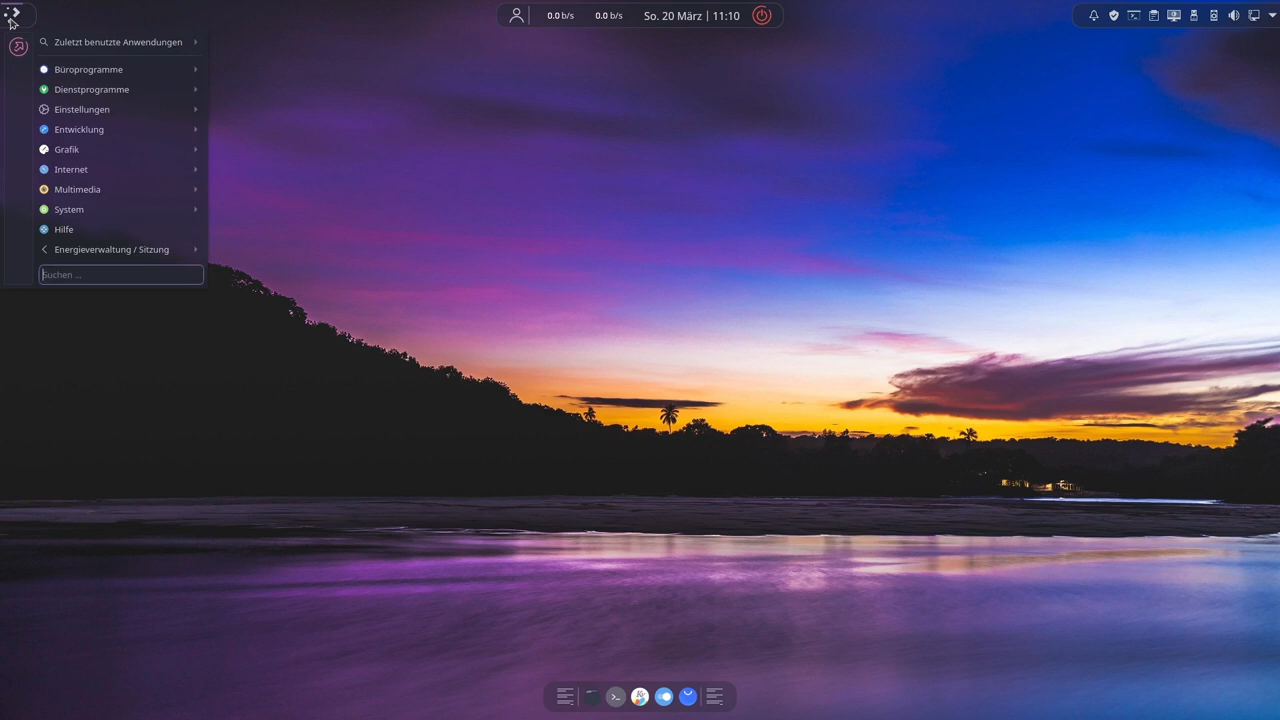 0.0 b/s 0.0 b/s So. 20 März | 11:10
Zuletzt benutzte Anwendungen
Büroprogramme
Dienstprogramme
Einstellungen
Entwicklung
Grafik
Internet
Multimedia
System
Hilfe
Energieverwaltung / Sitzung
Suchen ...